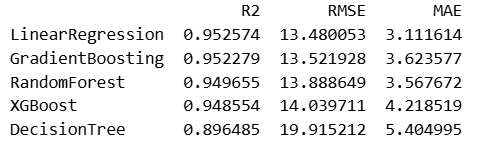 R2 RMSE MAE
LinearRegression 0.952574 13.480053 3.111614
GradientBoosting 0.952279 13.521928 3.623577
RandomForest 0.949655 13.888649 3.567672
XGBoost 0.948554 14.039711 4.218519
DecisionTree 0.896485 19.915212 5.404995